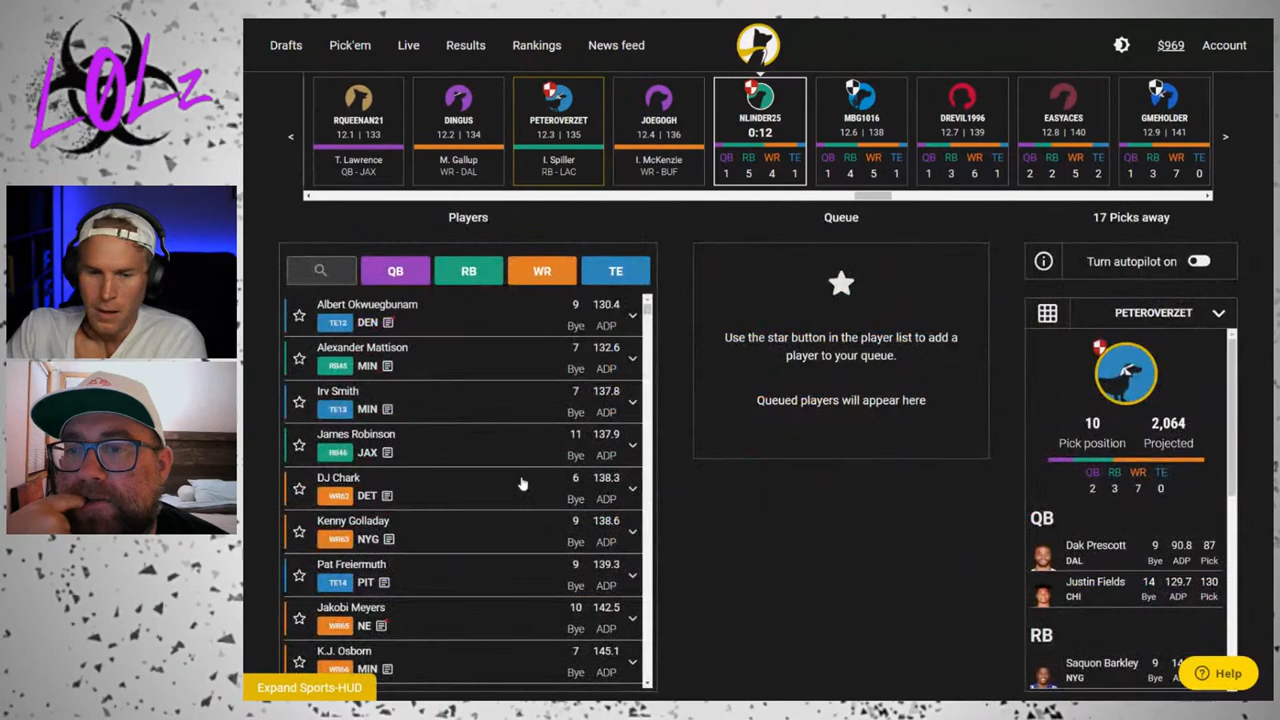 LOLz
Drafts Pick'em Live Results Rankings News feed $969 Account
RQUEENAN21 DINGUS PETEROVERZET JOEGOGH NLINDER25 MBG1016 DREVIL1996 EASYACES GMEHOLDER
12.1 | 133 12.2 | 134 12.3 | 135 12.4 | 136 0:12 12.6 | 138 12.7 | 139 12.8 | 140 12.9 | 141
T. Lawrence M. Gallup I. Spiller I. McKenzie QB RB WR TE QB RB WR TE QB RB WR TE QB RB WR TE QB RB WR TE
QB - JAX WR - DAL RB - LAC WR - BUF 1 5 4 1 1 4 5 1 1 3 6 1 2 2 5 2 1 3 7 0
Players Queue 17 Picks away
QB RB WR TE
Turn autopilot on
Albert Okwuegbunam 9 130.4
TE12 DEN Bye ADP
Alexander Mattison 7 132.6
RB45 MIN Bye ADP
Irv Smith 7 137.8
TE13 MIN Bye ADP
James Robinson 11 137.9
RB46 JAX Bye ADP
DJ Chark 6 138.3
WR62 DET Bye ADP
Kenny Golladay 9 138.6
WR63 NYG Bye ADP
Pat Freiermuth 9 139.3
TE14 PIT Bye ADP
Jakobi Meyers 10 142.5
WR65 NE Bye ADP
K.J. Osborn 7 145.1
WR66 MIN Bye ADP
Expand Sports-HUD
Use the star button in the player list to add a
player to your queue.
Queued players will appear here
PETEROVERZET
10 2,064
Pick position Projected
QB RB WR TE
2 3 7 0
QB
Dak Prescott 9 90.8 87
DAL Bye ADP Pick
Justin Fields 14 129.7 130
CHI Bye ADP Pick
RB
Saquon Barkley 9
NYG Bye
Help